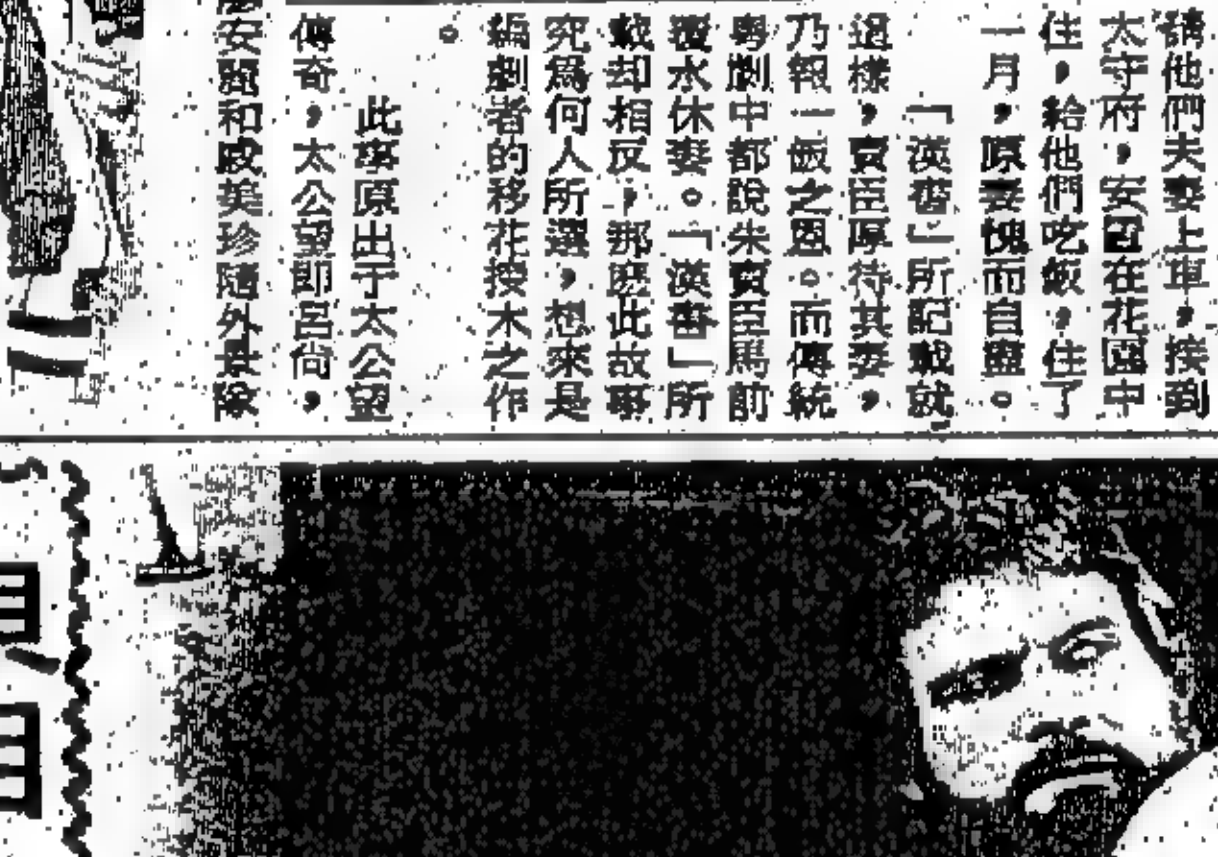 請他們夫妻上車，接到
太守府，安置在花園中
住，給他們吃飯，住了
一月，原妻愧而自盡。
「漢書」所記載就
這樣，買臣厚待其妻，
乃報一飯之恩。而傳統
粤劇中都說朱買臣馬前
覆水休妻。「漢書」所
載却相反，那麼此故事
究爲何人所選，想來是
編劇者的移花接木之作
。
此事原出于太公望
傳奇，太公望即呂尚，
安麗和戚美珍隨外景隊